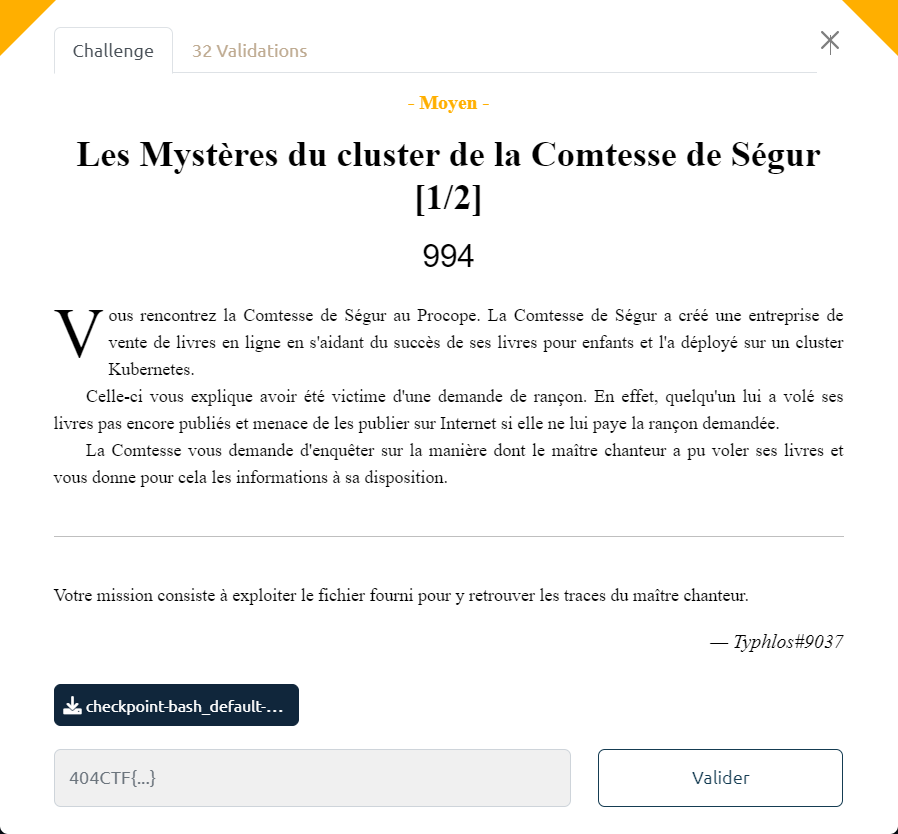 Challenge
32 Validations
- Moyen -
Les Mystères du cluster de la Comtesse de Ségur
[1/2]
994
Vous rencontrez la Comtesse de Ségur au Procope. La Comtesse de Ségur a créé une entreprise de
vente de livres en ligne en s'aidant du succès de ses livres pour enfants et l'a déployé sur un cluster
Kubernetes.
Celle-ci vous explique avoir été victime d'une demande de rançon. En effet, quelqu'un lui a volé ses
livres pas encore publiés et menace de les publier sur Internet si elle ne lui paye la rançon demandée.
La Comtesse vous demande d'enquêter sur la manière dont le maître chanteur a pu voler ses livres et
vous donne pour cela les informations à sa disposition.
Votre mission consiste à exploiter le fichier fourni pour y retrouver les traces du maître chanteur.
— Typhlos#9037
checkpoint-bash_default-...
404CTF{...}
Valider